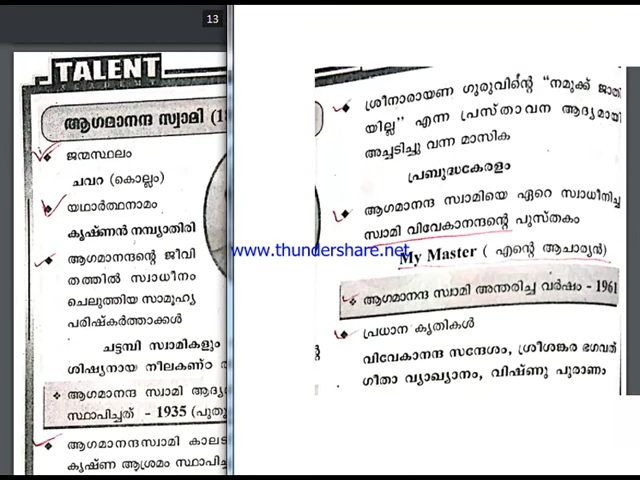 13
TALENT
ACADEMY
ആഗമാനന്ദ സ്വാമി (18
ജന്മസ്ഥലം
ചവറ (കൊല്ലം)
യഥാർത്ഥനാമം
കൃഷ്ണൻ നമ്പ്യാതിരി
ആഗമാനന്ദന്റെ ജീവി
തത്തിൽ സ്വാധീനം
ചെലുത്തിയ സാമൂഹ്യ
പരിഷ്കർത്താക്കൾ
ചട്ടമ്പി സ്വാമികളും
ശിഷ്യനായ നീലകണ്ഠ
ആഗമാനന്ദ സ്വാമി ആദ്യ
സ്ഥാപിച്ചത് - 1935 (പുതു
ആഗമാനന്ദസ്വാമി കാലട
കൃഷ്ണ ആശ്രമം സ്ഥാപിച്ച
www.thundershare.net
ശ്രീനാരായണ ഗുരുവിന്റെ "നമുക്ക് ജാതി
യില്ല" എന്ന പ്രസ്താവന ആദ്യമായി
അച്ചടിച്ചു വന്ന മാസിക
പ്രബുദ്ധകേരളം
ആഗമാനന്ദ സ്വാമിയെ ഏറെ സ്വാധീനിച്ച
സ്വാമി വിവേകാനന്ദന്റെ പുസ്തകം
My Master ( എന്റെ ആചാര്യൻ)
ആഗമാനന്ദ സ്വാമി അന്തരിച്ച വർഷം - 1961
പ്രധാന കൃതികൾ
വിവേകാനന്ദ സന്ദേശം, ശ്രീശങ്കര ഭഗവത്
ഗീതാ വ്യാഖ്യാനം, വിഷ്ണു പുരാണം